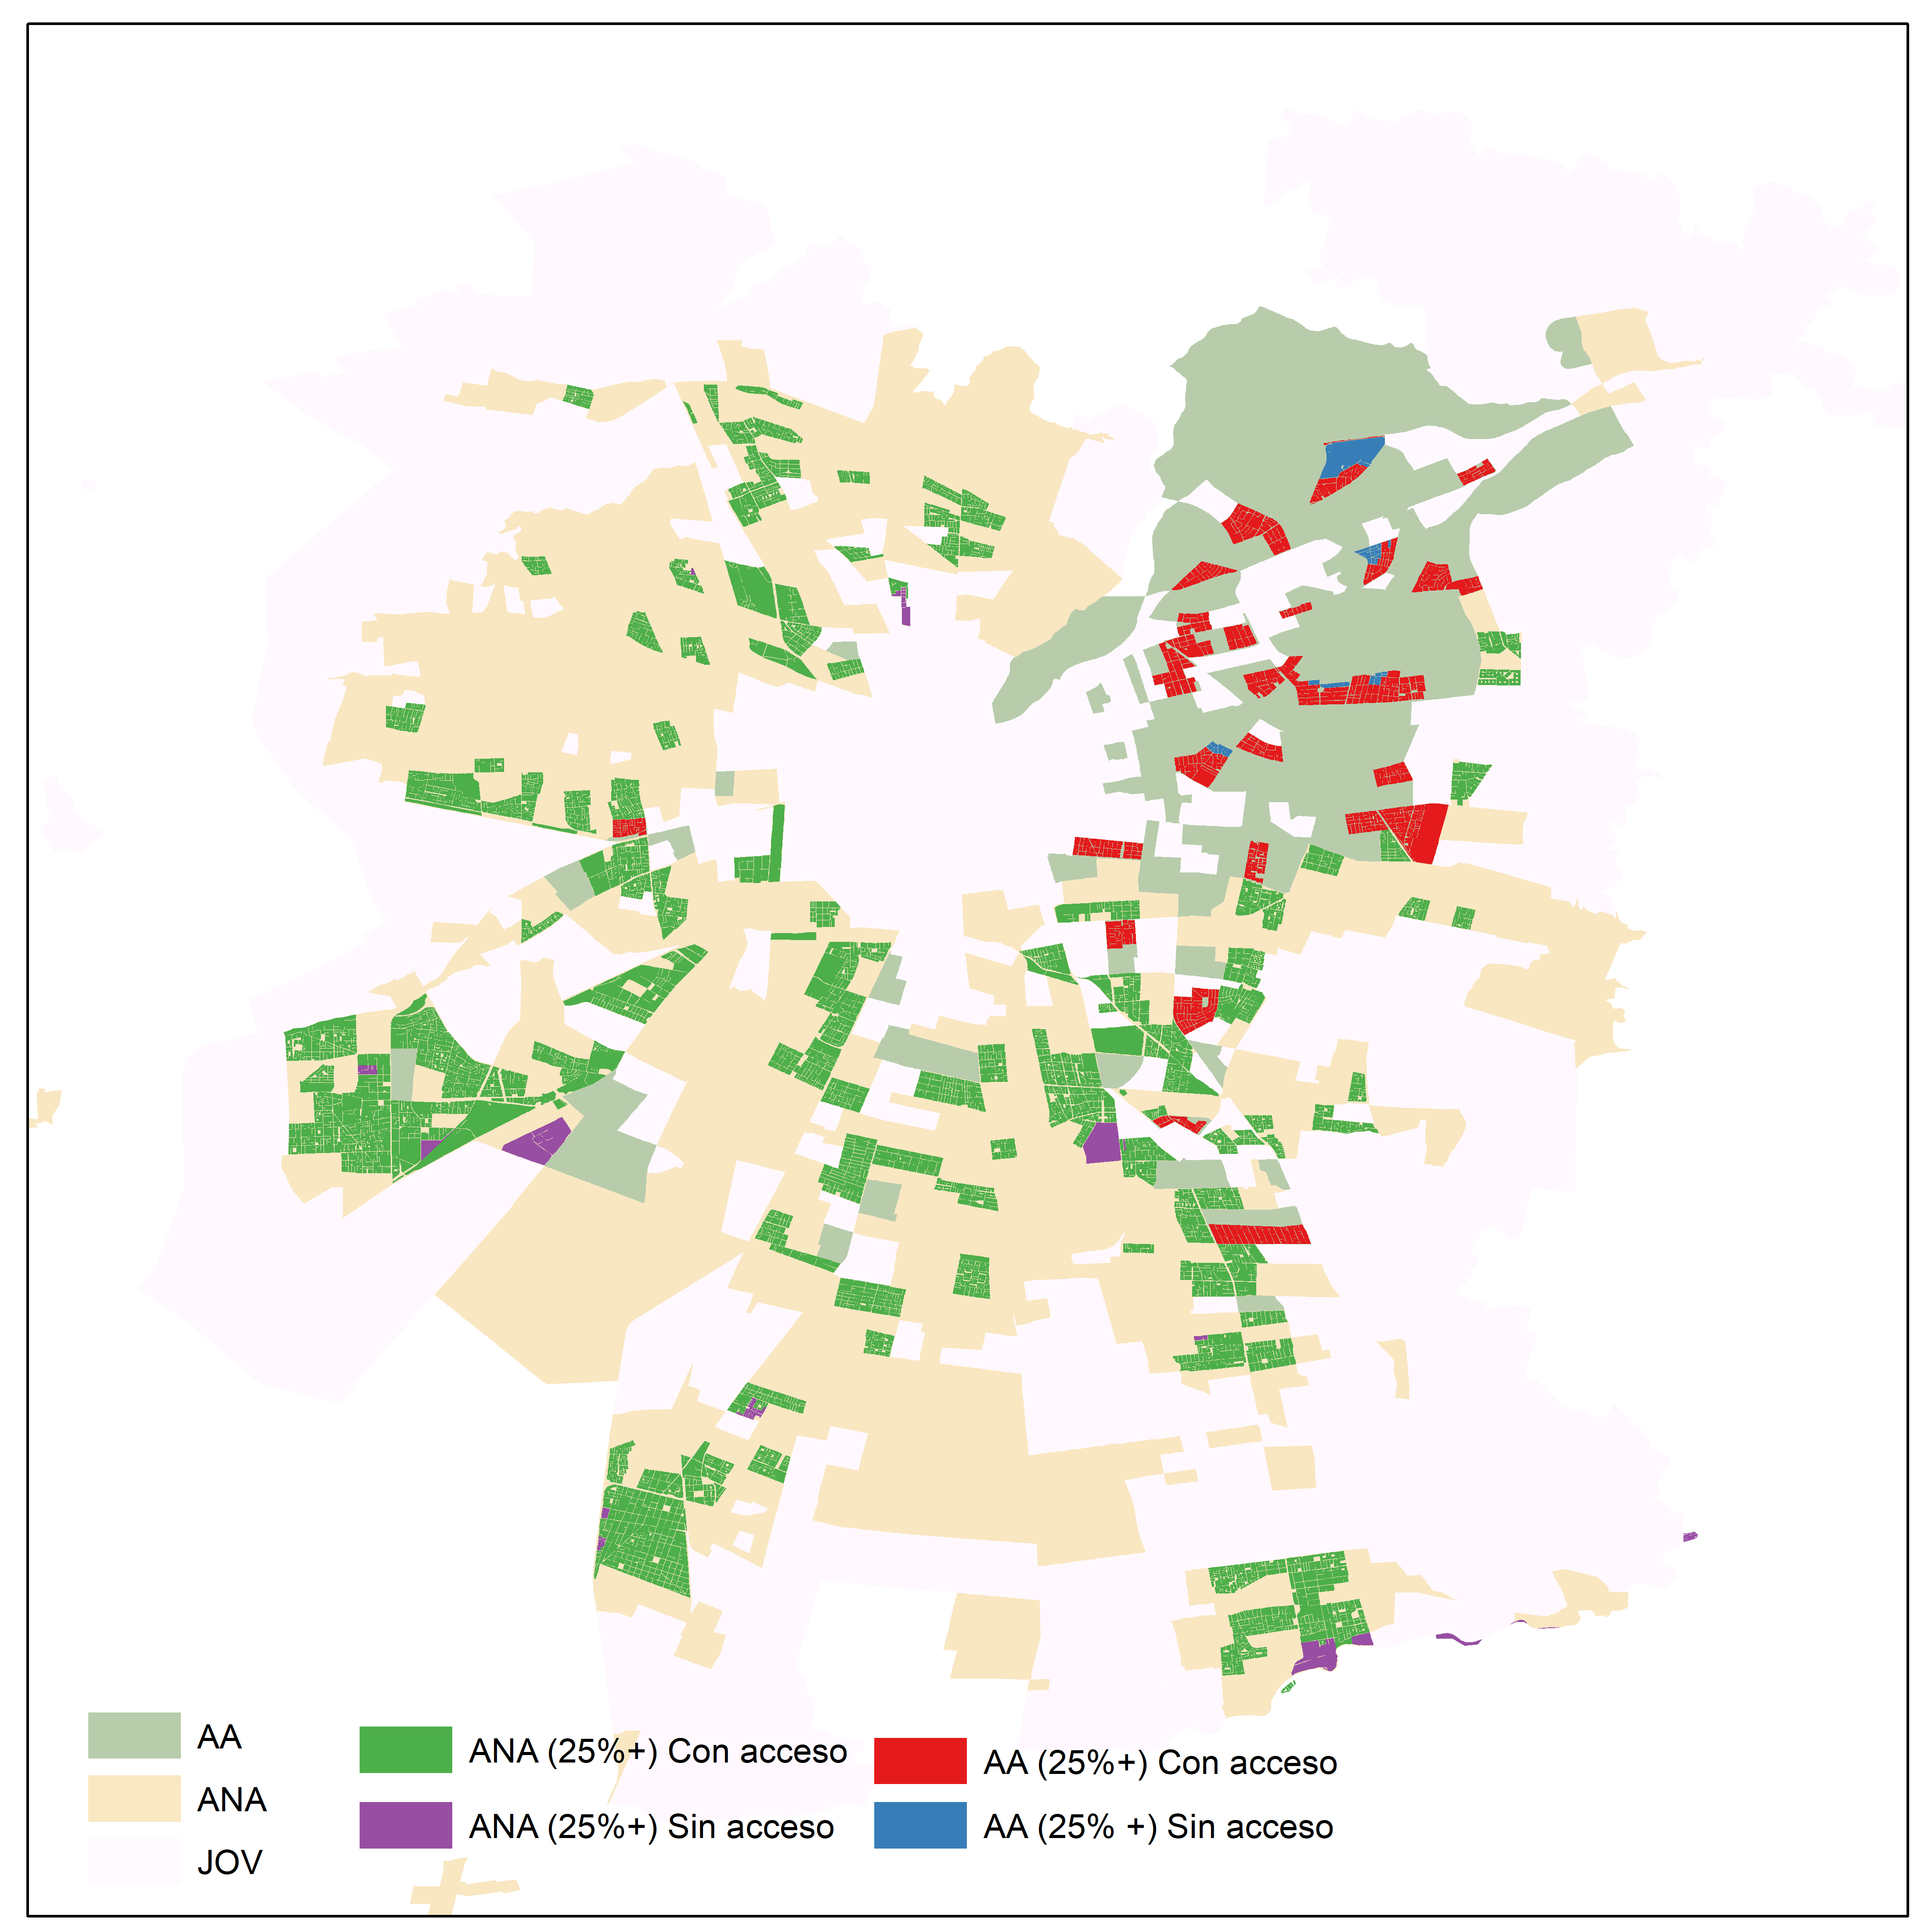 AA
ANA
JOV
ANA (25%+) Con acceso
ANA (25%+) Sin acceso
AA (25%+) Con acceso
AA (25% +) Sin acceso